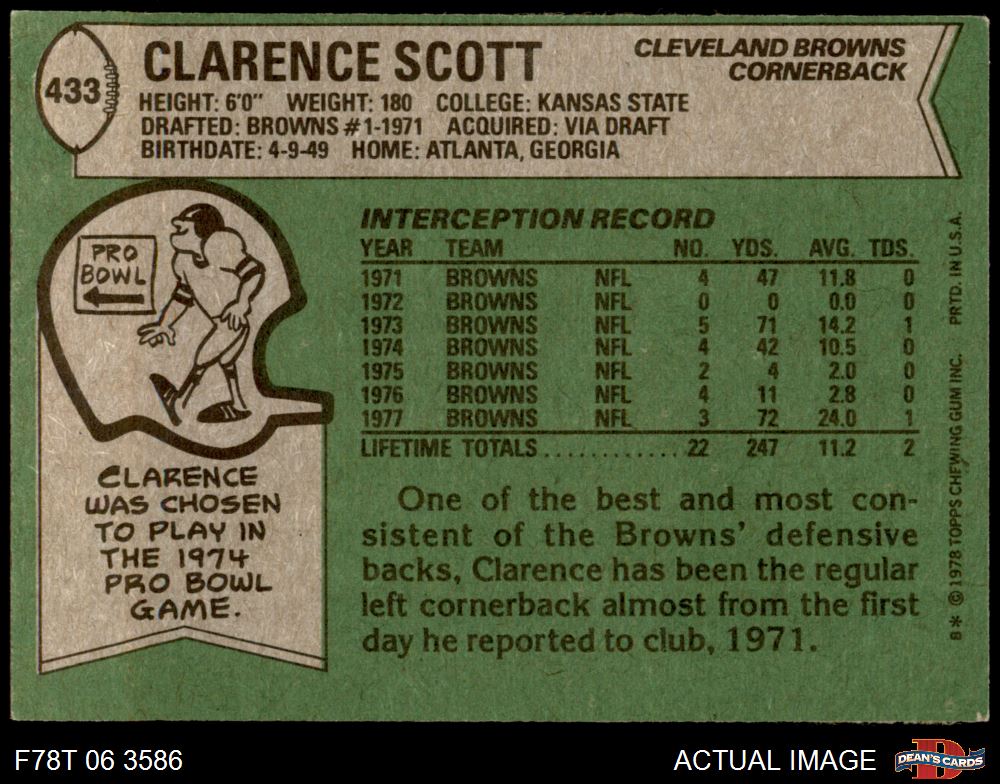 433
CLARENCE SCOTT
CLEVELAND BROWNS
CORNERBACK
HEIGHT: 6'0" WEIGHT: 180 COLLEGE: KANSAS STATE
DRAFTED: BROWNS #1-1971 ACQUIRED: VIA DRAFT
BIRTHDATE: 4-9-49 HOME: ATLANTA, GEORGIA
PRO
BOWL
CLARENCE
WAS CHOSEN
TO PLAY IN
THE 1974
PRO BOWL
GAME.
INTERCEPTION RECORD
YEAR TEAM NO. YDS. AVG. TDS.
1971 BROWNS NFL 4 47 11.8 0
1972 BROWNS NFL 0 0 0.0 0
1973 BROWNS NFL 5 71 14.2 1
1974 BROWNS NFL 4 42 10.5 0
1975 BROWNS NFL 2 4 2.0 0
1976 BROWNS NFL 4 11 2.8 0
1977 BROWNS NFL 3 72 24.0 1
LIFETIME TOTALS............22 247 11.2 2
One of the best and most con-
sistent of the Browns' defensive
backs, Clarence has been the regular
left cornerback almost from the first
day he reported to club, 1971.
B* © 1978 TOPPS CHEWING GUM INC. PRTD. IN U.S.A.
F78T 06 3586
ACTUAL IMAGE
D
DEAN'S CARDS